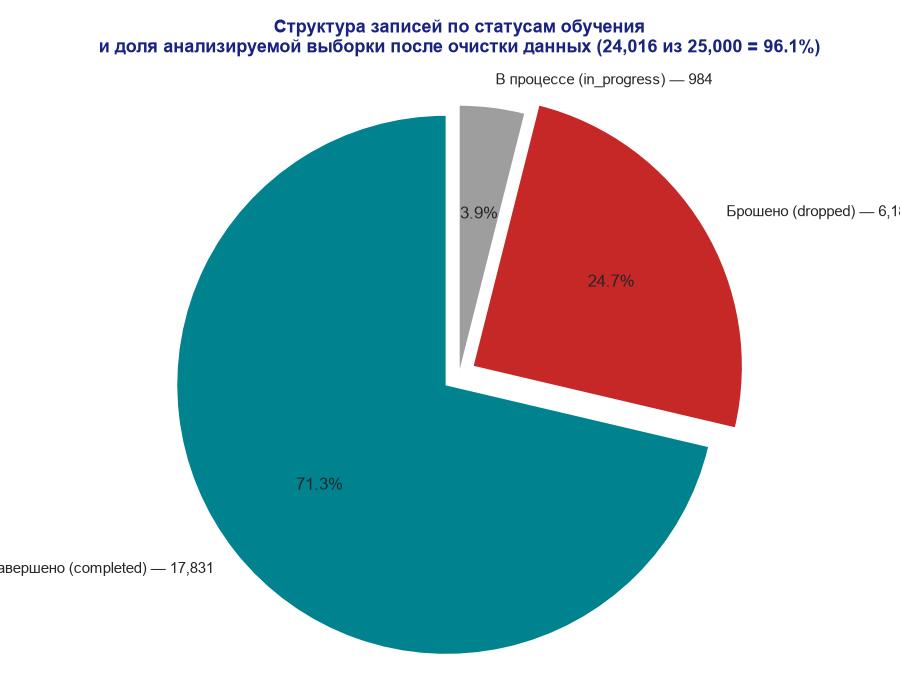 Структура записей по статусам обучения
и доля анализируемой выборки после очистки данных (24,016 из 25,000 = 96.1%)
В процессе (in_progress) — 984
3.9%
Брошено (dropped) —
24.7%
71.3%
(completed) — 17,831